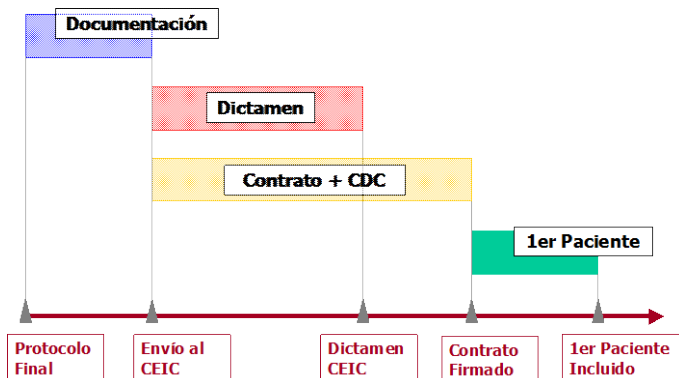 Documentación
Dictamen
Contrato + CDC
1er Paciente
Protocolo
Final
Envío al
CEIC
Dictamen
CEIC
Contrato
Firmado
1er Paciente
Incluido